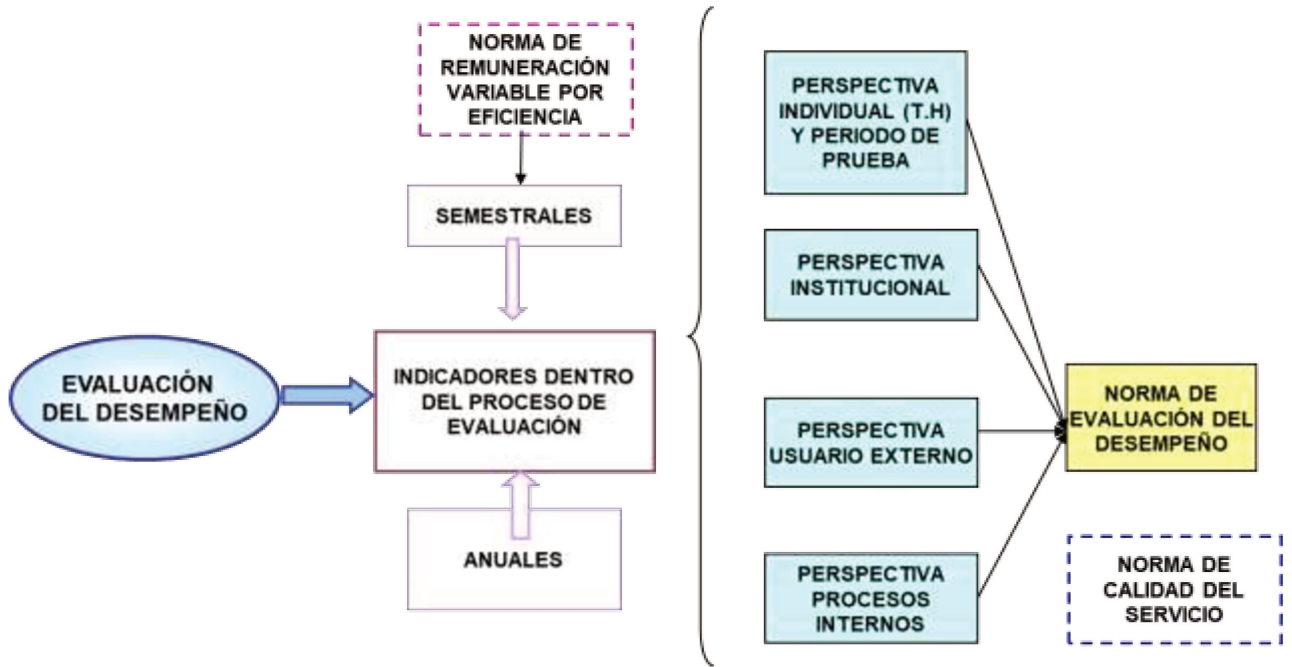 NORMA DE
REMUNERACIÓN
VARIABLE POR
EFICIENCIA
SEMESTRALES
EVALUACIÓN
DEL DESEMPEÑO
INDICADORES DENTRO
DEL PROCESO DE
EVALUACIÓN
ANUALES
PERSPECTIVA
INDIVIDUAL (T.H)
Y PERIODO DE
PRUEBA
PERSPECTIVA
INSTITUCIONAL
PERSPECTIVA
USUARIO EXTERNO
PERSPECTIVA
PROCESOS
INTERNOS
NORMA DE
EVALUACIÓN DEL
DESEMPEÑO
NORMA DE
CALIDAD DEL
SERVICIO